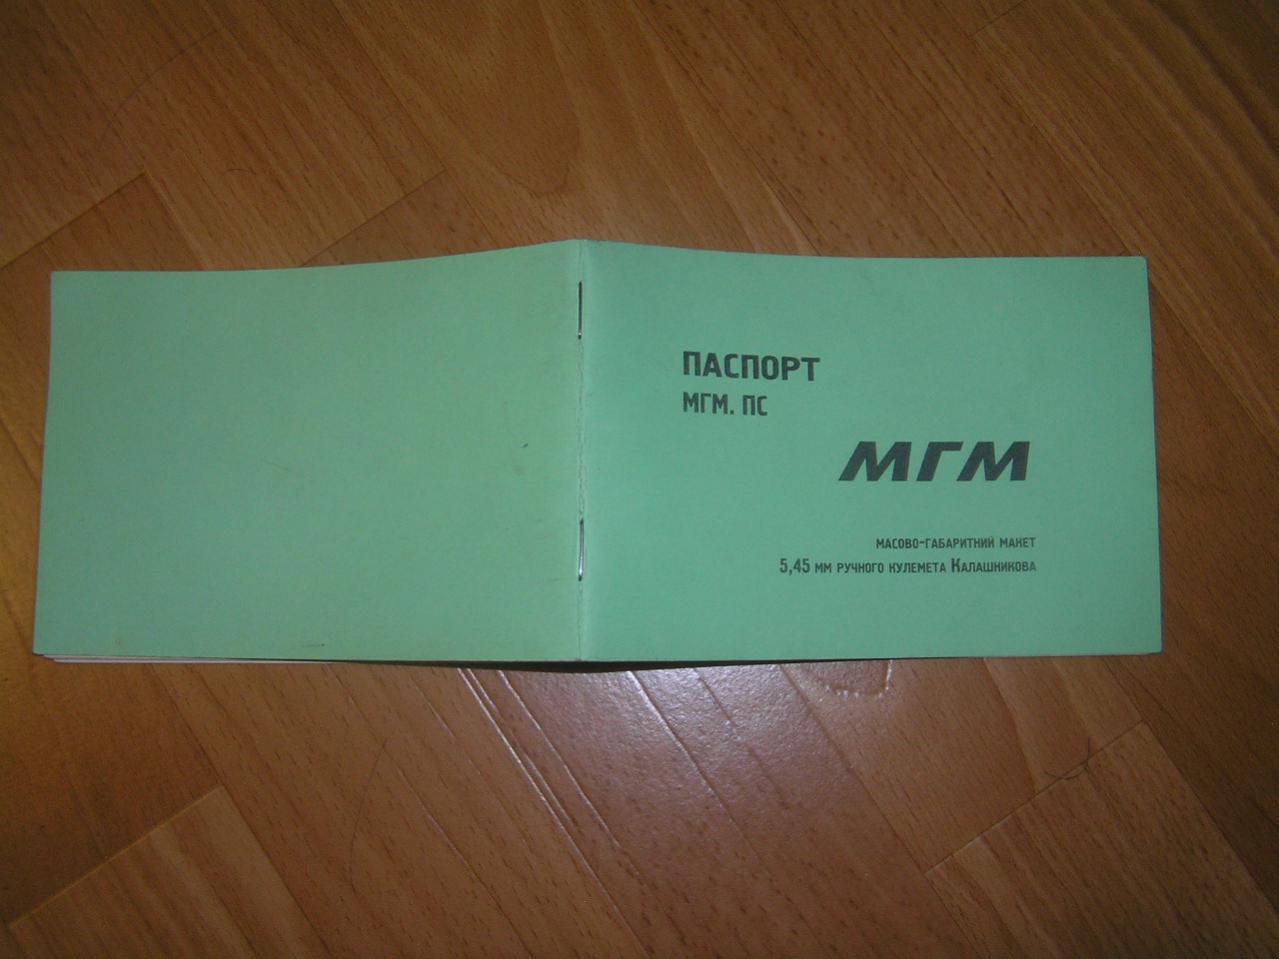 ПАСПОРТ
МГМ. ПС
МГМ
МАСОВО-ГАБАРИТНИЙ МАКЕТ
5,45 ММ РУЧНОГО КУЛЕМЕТА КАЛАШНИКОВА